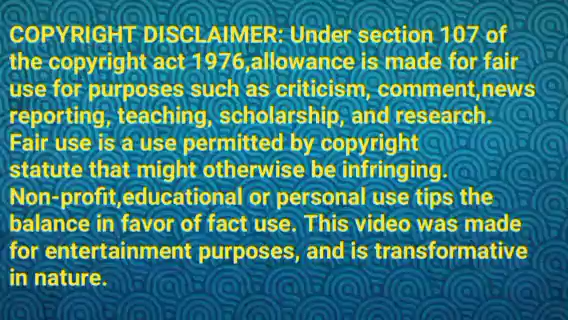 COPYRIGHT DISCLAIMER: Under section 107 of
the copyright act 1976,allowance is made for fair
use for purposes such as criticism, comment,news
reporting, teaching, scholarship, and research.
Fair use is a use permitted by copyright
statute that might otherwise be infringing.
Non-profit,educational or personal use tips the
balance in favor of fact use. This video was made
for entertainment purposes, and is transformative
in nature.